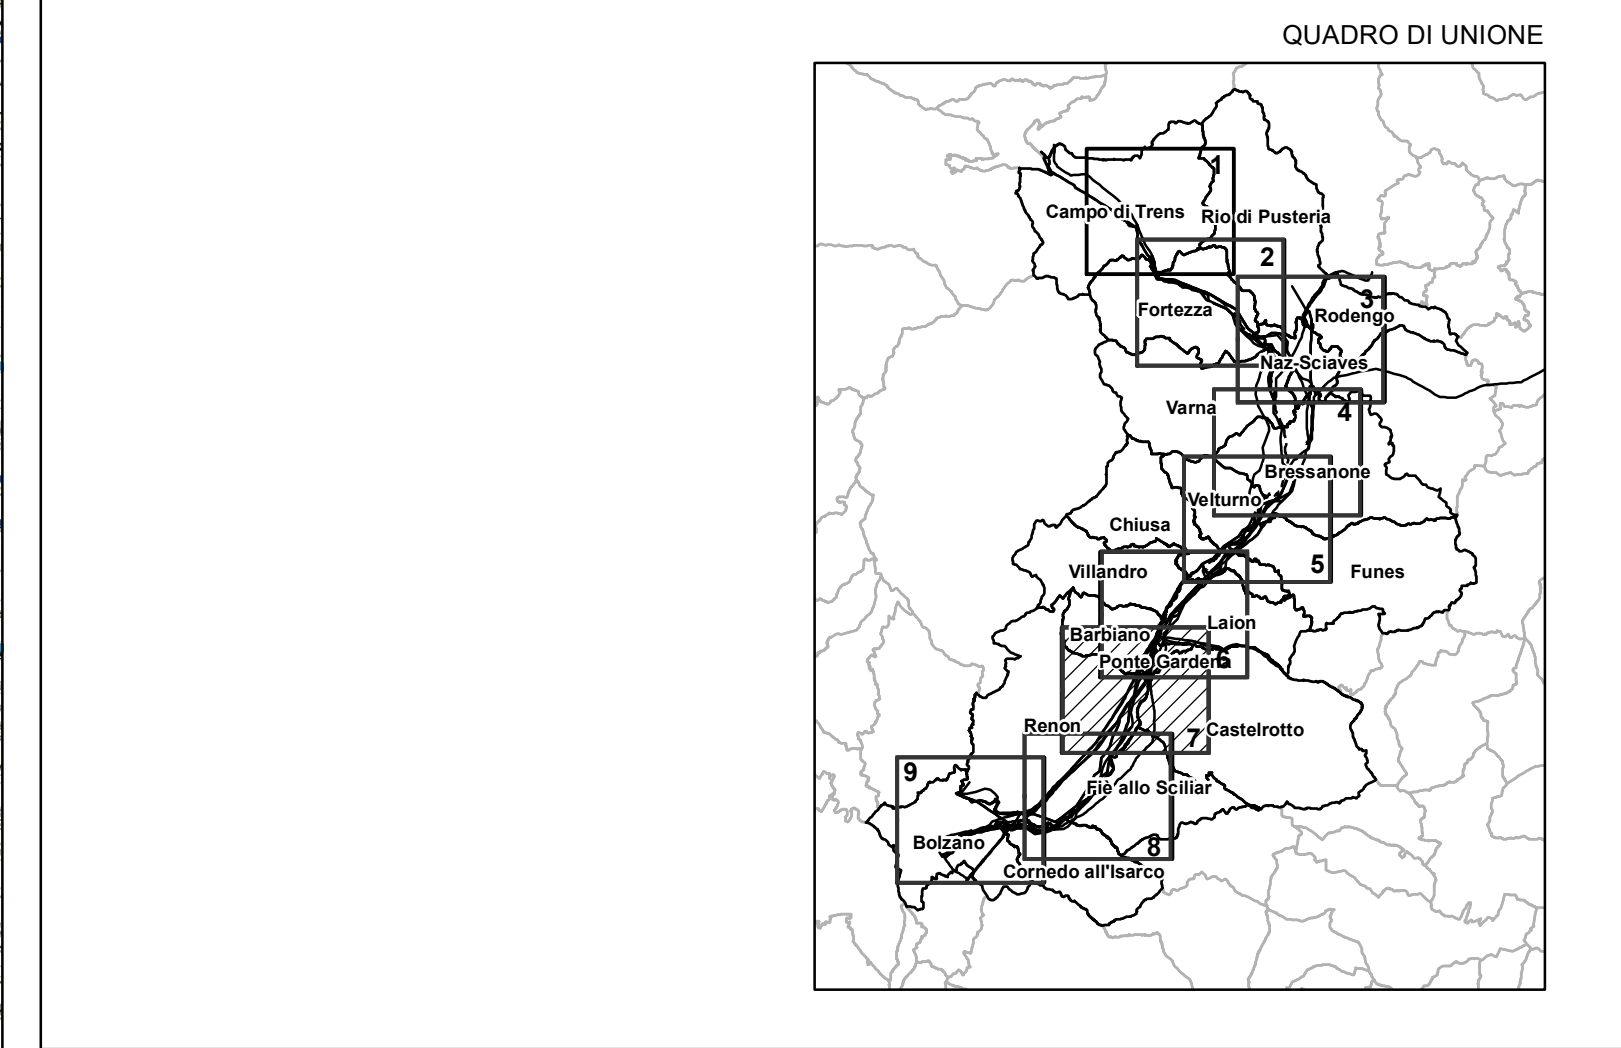 QUADRO DI UNIONE
1
Campo di Trens
Rio di Pusteria
2
3
Fortezza
Rodengo
Naz-Sciaves
Varna
4
Bressanone
Velturno
Chiusa
5
Villandro
Funes
Laion
Barbiano
Ponte Gardena
6
Renon
7
Castelrotto
9
Fiè allo Sciliar
Bolzano
8
Cornedo all'Isarco